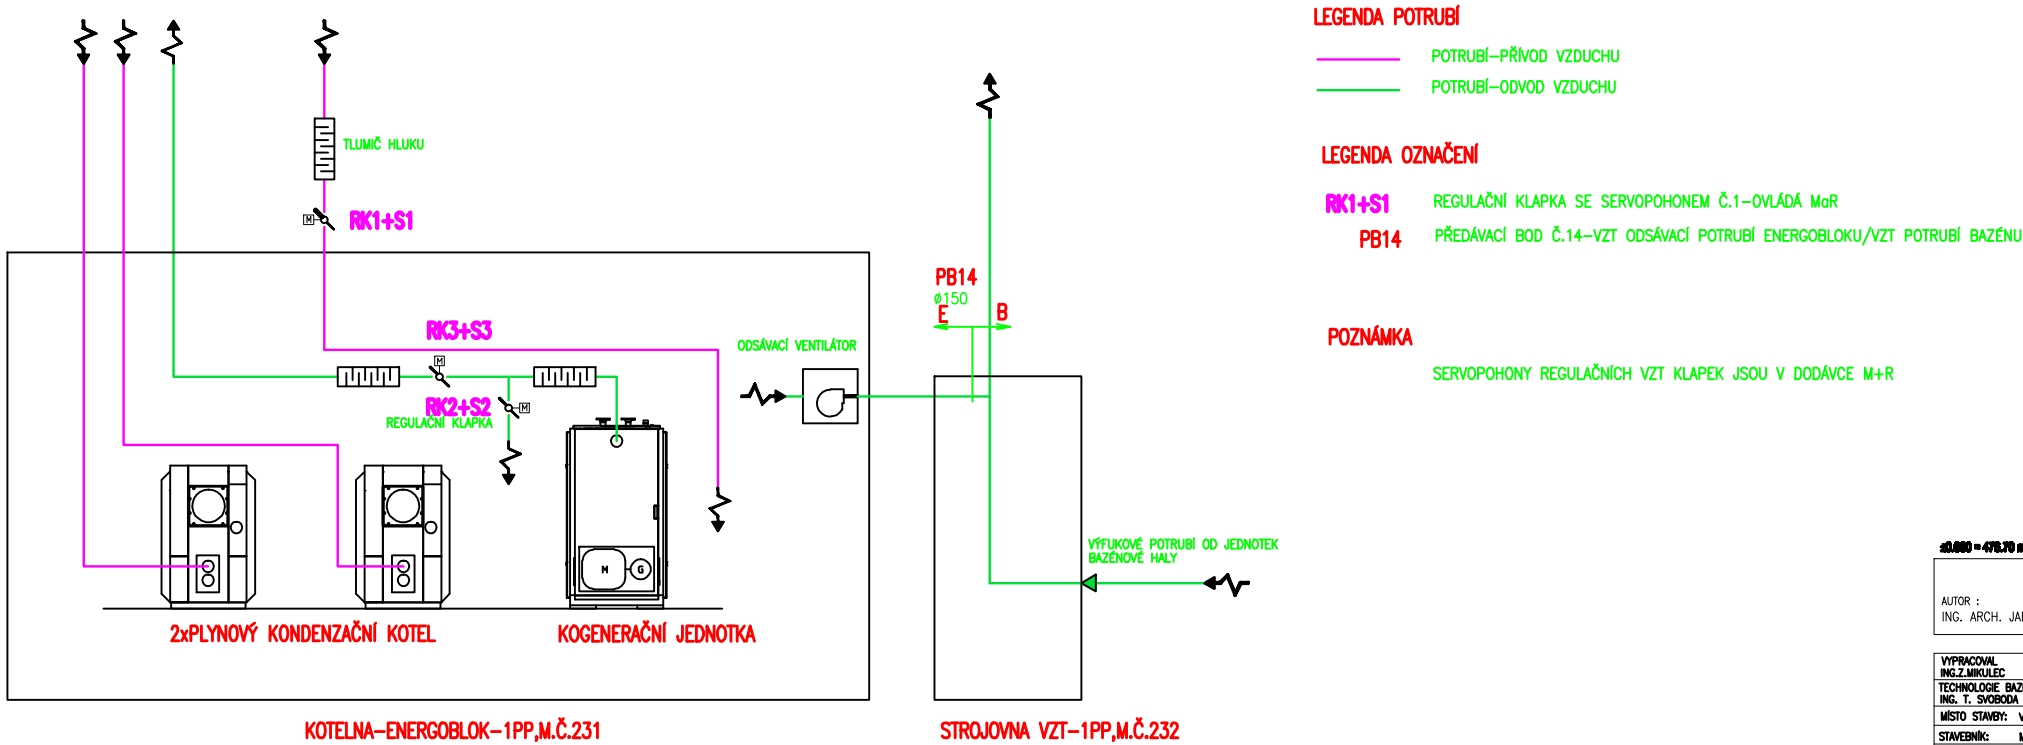 LEGENDA POTRUBÍ
POTRUBÍ-PŘÍVOD VZDUCHU
POTRUBÍ-ODVOD VZDUCHU
LEGENDA OZNAČENÍ
RK1+S1 REGULAČNÍ KLAPKA SE SERVOPOHONEM Č.1-OVLÁDÁ MaR
PB14 PŘEDÁVACÍ BOD Č.14-VZT ODSÁVACÍ POTRUBÍ ENERGOBLOKU/VZT POTRUBÍ BAZÉNU
POZNÁMKA
SERVOPOHONY REGULAČNÍCH VZT KLAPEK JSOU V DODÁVCE M+R
TLUMIČ HLUKU
M
RK1+S1
RK3+S3
M
RK2+S2
M
REGULAČNÍ KLAPKA
ODSÁVACÍ VENTILÁTOR
PB14
ø150
E B
M G
VÝFUKOVÉ POTRUBÍ OD JEDNOTEK
BAZÉNOVÉ HALY
2xPLYNOVÝ KONDENZAČNÍ KOTEL
KOGENERAČNÍ JEDNOTKA
KOTELNA-ENERGOBLOK-1PP,M.Č.231
STROJOVNA VZT-1PP,M.Č.232
AUTOR :
ING. ARCH.
VYPRACOVAL
ING.Z.MIKULEC
TECHNOLOGIE
ING. T. SVOBODA
MÍSTO STAVBY:
STAVEBNÍK: